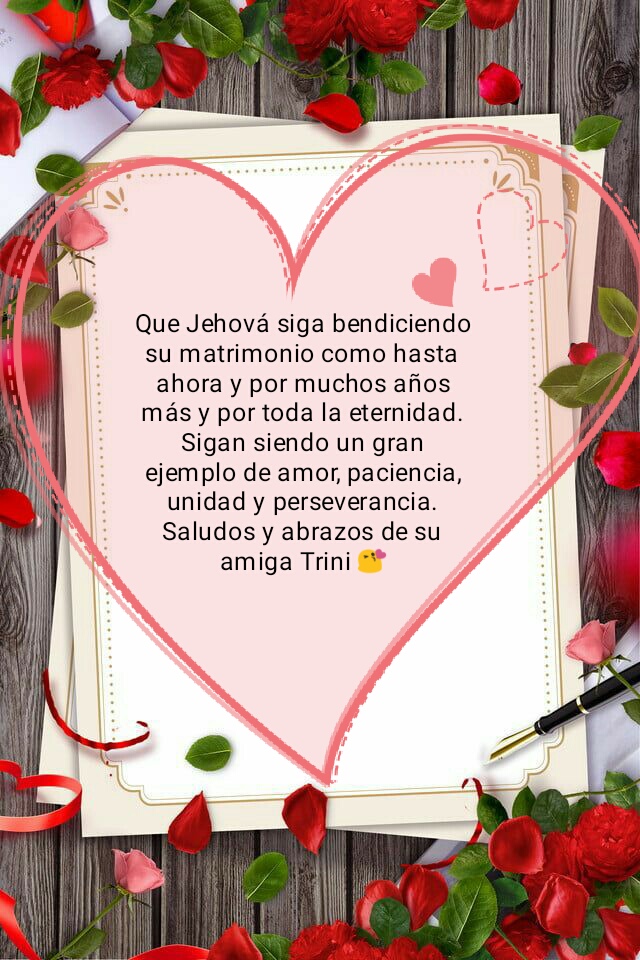 Que Jehová siga bendiciendo
su matrimonio como hasta
ahora y por muchos años
más y por toda la eternidad.
Sigan siendo un gran
ejemplo de amor, paciencia,
unidad y perseverancia.
Saludos y abrazos de su
amiga Trini 😘